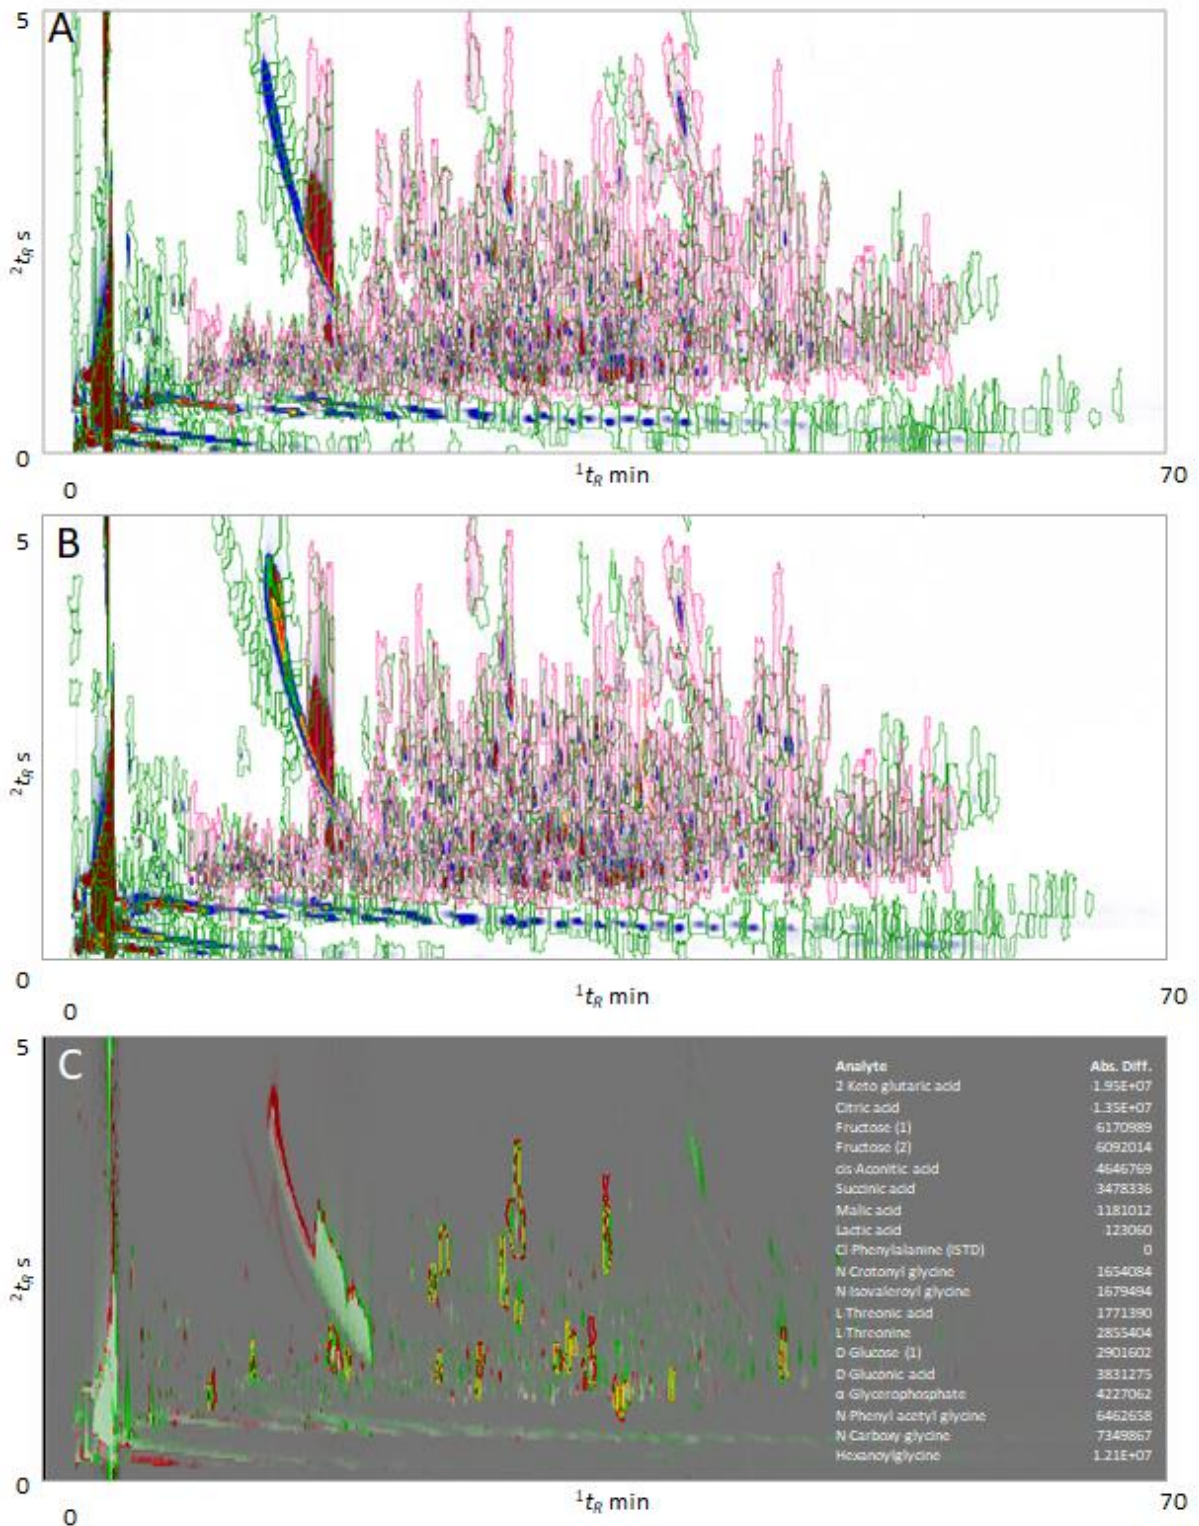 A
5
²tR s
0
¹tR min
70
0
B
5
²tR s
0
¹tR min
70
0
C
5
Analyte Abs. Diff.
2 Keto glutaric acid 1.95E+07
Citric acid 1.35E+07
Fructose (1) 6170989
Fructose (2) 6092014
cis Aconitic acid 4646769
Succinic acid 3478336
Malic acid 1181012
Lactic acid 123060
Cl Phenylalanine (ISTD) 0
N Crotonyl glycine 1654084
N Isovaleroyl glycine 1679494
L Threonic acid 1771390
L Threonine 2855404
D Glucose (1) 2901602
D Gluconic acid 3831275
α Glycerophosphate 4227062
N Phenyl acetyl glycine 6462658
N Carboxy glycine 7349867
Hexanoylglycine 1.21E+07
²tR s
0
¹tR min
70
0